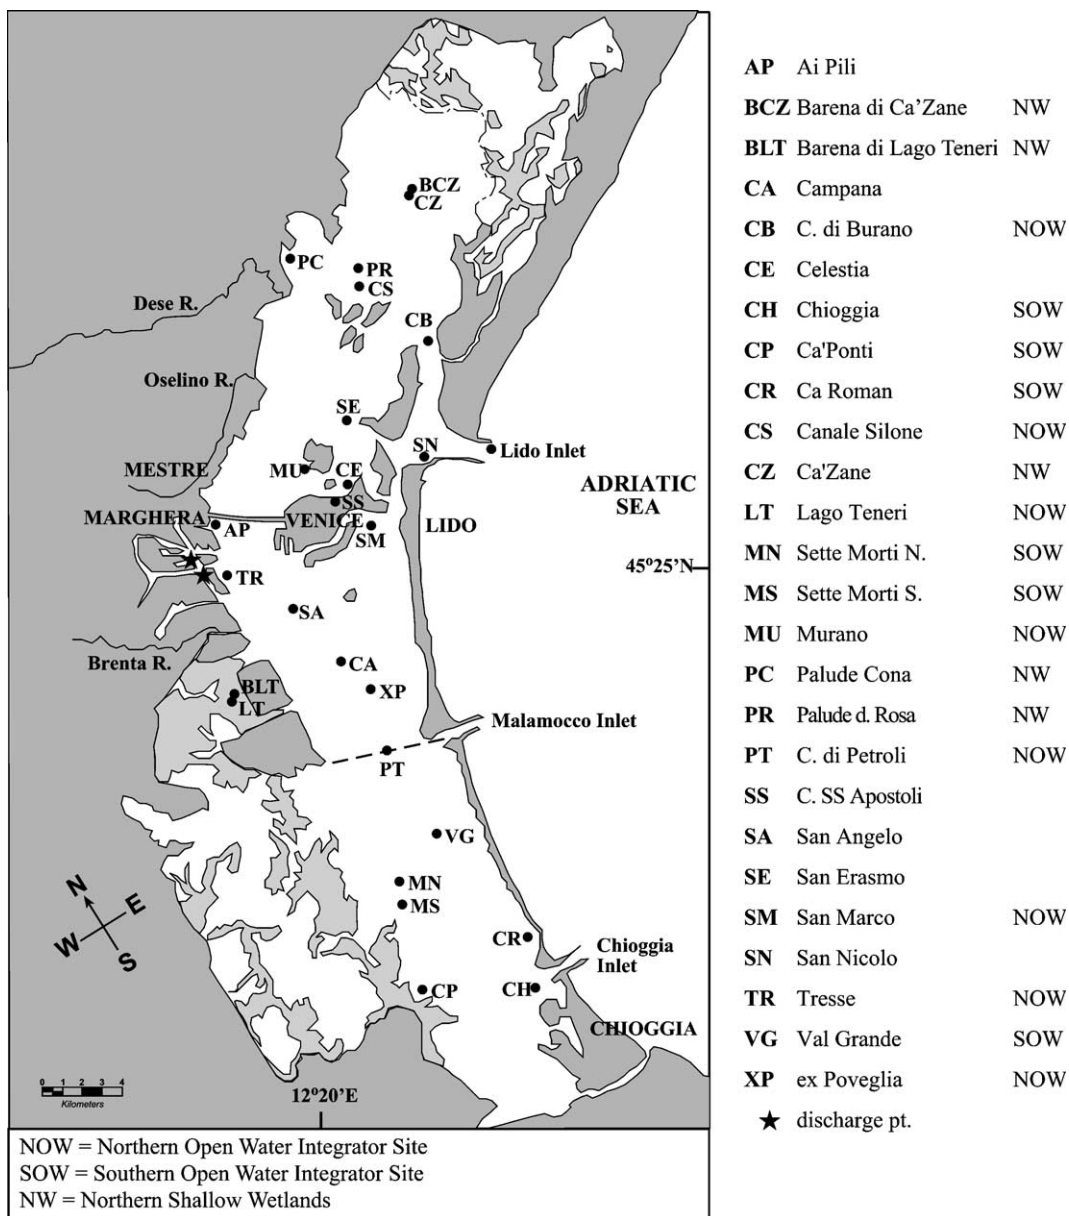 BCZ
CZ
PC
PR
CS
Dese R.
CB
Oselino R.
SE
SN
Lido Inlet
MU
CE
MESTRE
ADRIATIC
SEA
SS
MARGHERA
AP
VENICE
SM
LIDO
45°25'N
TR
SA
Brenta R.
CA
BLT
LT
XP
Malamocco Inlet
PT
VG
MN
MS
N
E
W
S
CR
Chioggia
Inlet
CP
CH
CHIOGGIA
0 1 2 3 4
Kilometers
12°20'E
NOW = Northern Open Water Integrator Site
SOW = Southern Open Water Integrator Site
NW = Northern Shallow Wetlands
AP Ai Pili
BCZ Barena di Ca'Zane NW
BLT Barena di Lago Teneri NW
CA Campana
CB C. di Burano NOW
CE Celestia
CH Chioggia SOW
CP Ca'Ponti SOW
CR Ca Roman SOW
CS Canale Silone NOW
CZ Ca'Zane NW
LT Lago Teneri NOW
MN Sette Morti N. SOW
MS Sette Morti S. SOW
MU Murano NOW
PC Palude Cona NW
PR Palude d. Rosa NW
PT C. di Petroli NOW
SS C. SS Apostoli
SA San Angelo
SE San Erasmo
SM San Marco NOW
SN San Nicolo
TR Tresse NOW
VG Val Grande SOW
XP ex Poveglia NOW
★ discharge pt.